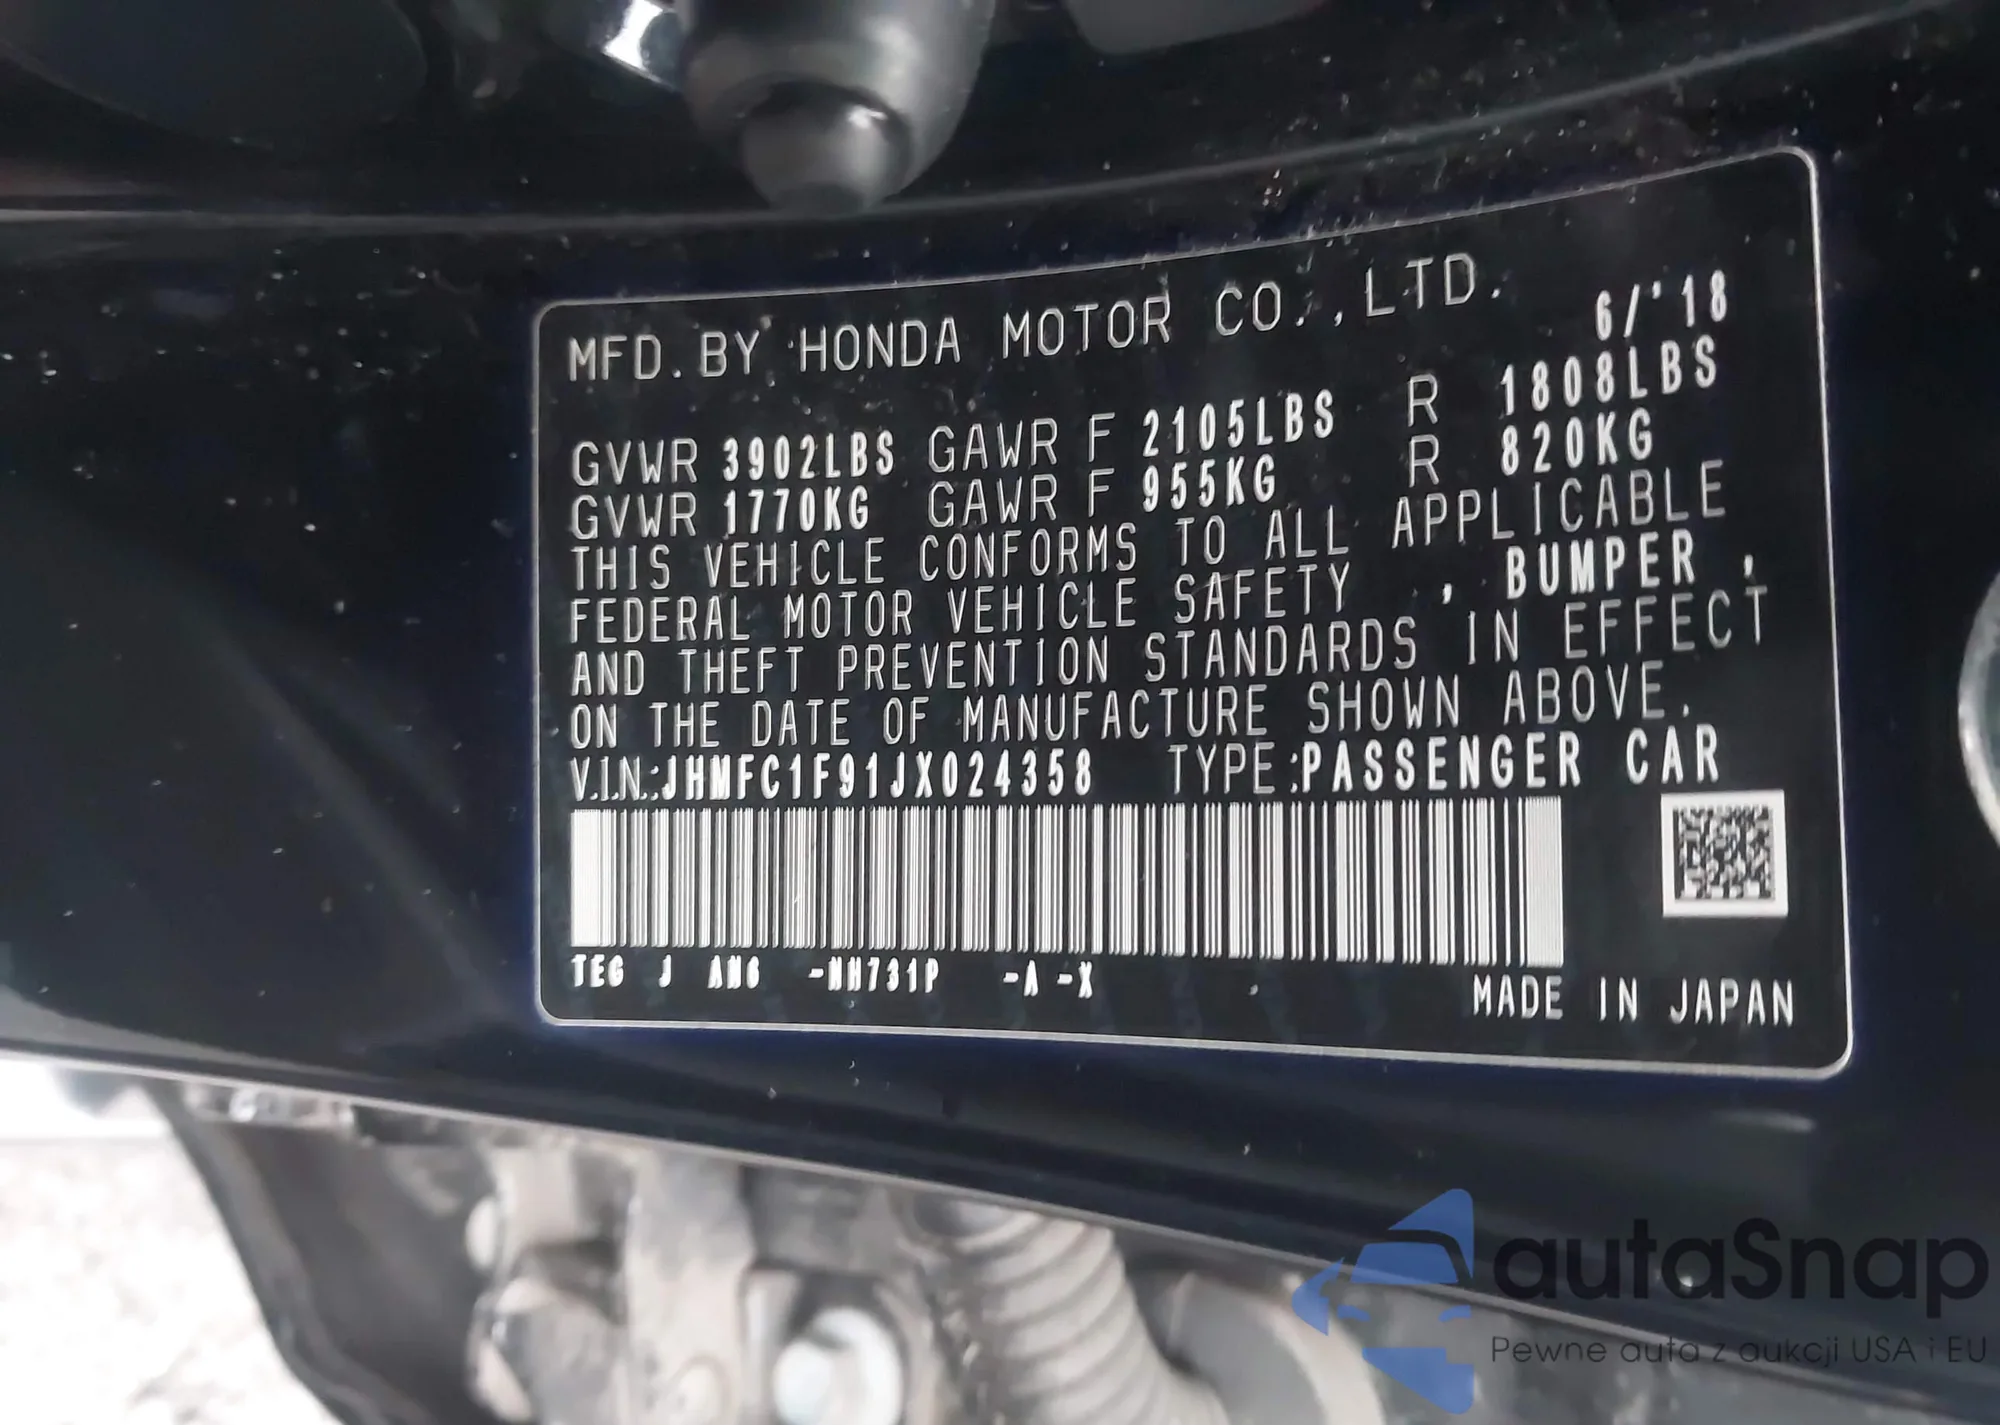 MFD. BY HONDA MOTOR CO., LTD.
6/'18
GVWR 3902LBS GAWR F 2105LBS R 1808LBS
GVWR 1770KG GAWR F 955KG R 820KG
THIS VEHICLE CONFORMS TO ALL APPLICABLE
FEDERAL MOTOR VEHICLE SAFETY , BUMPER ,
AND THEFT PREVENTION STANDARDS IN EFFECT
ON THE DATE OF MANUFACTURE SHOWN ABOVE.
V.I.N.:JHMFC1F91JX024358 TYPE:PASSENGER CAR
TEG J AN6 -NH731P -A -X
MADE IN JAPAN
autaSnap
Pewne auta z aukcji USA i EU